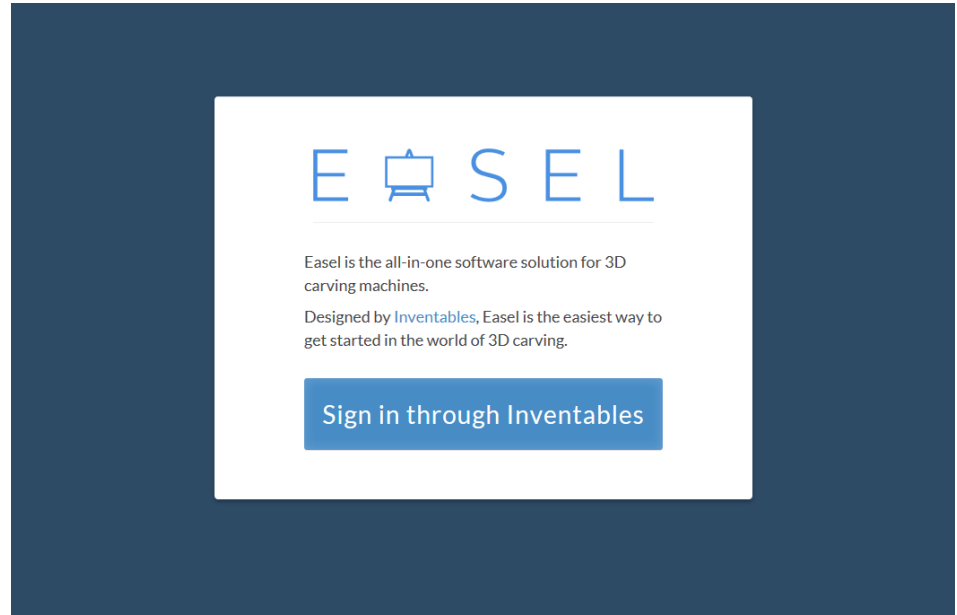 EASEL
Easel is the all-in-one software solution for 3D
carving machines.
Designed by Inventables, Easel is the easiest way to
get started in the world of 3D carving.
Sign in through Inventables